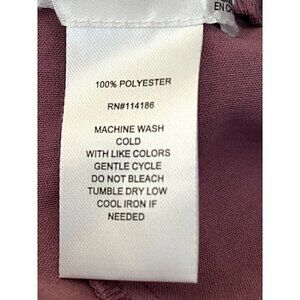 EN C
100% POLYESTER
RN#114186
MACHINE WASH
COLD
WITH LIKE COLORS
GENTLE CYCLE
DO NOT BLEACH
TUMBLE DRY LOW
COOL IRON IF
NEEDED